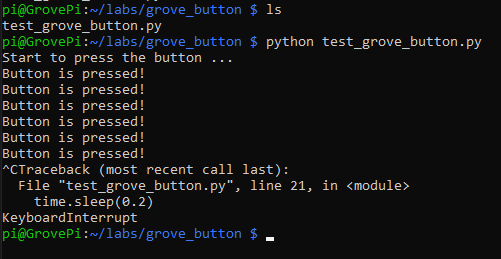 pi@GrovePi:~/labs/grove_button $ ls
test_grove_button.py
pi@GrovePi:~/labs/grove_button $ python test_grove_button.py
Start to press the button ...
Button is pressed!
Button is pressed!
Button is pressed!
Button is pressed!
Button is pressed!
Button is pressed!
^CTraceback (most recent call last):
  File "test_grove_button.py", line 21, in <module>
    time.sleep(0.2)
KeyboardInterrupt
pi@GrovePi:~/labs/grove_button $